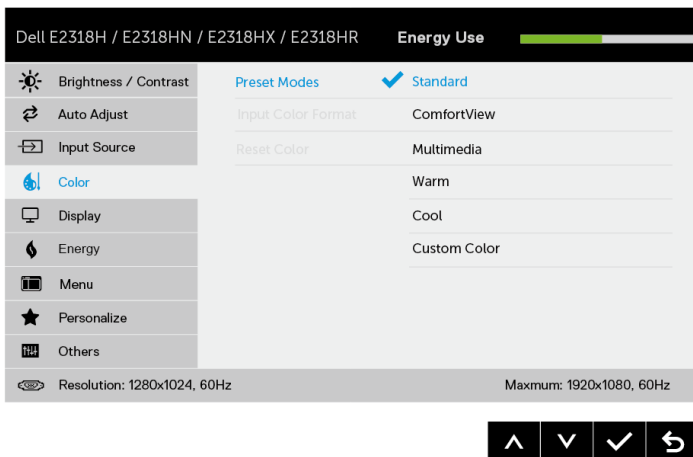 Dell E2318H / E2318HN / E2318HX / E2318HR Energy Use
Brightness / Contrast Preset Modes Standard
Auto Adjust Input Color Format ComfortView
Input Source Reset Color Multimedia
Color Warm
Display Cool
Energy Custom Color
Menu
Personalize
Others
Resolution: 1280x1024, 60Hz Maxmum: 1920x1080, 60Hz